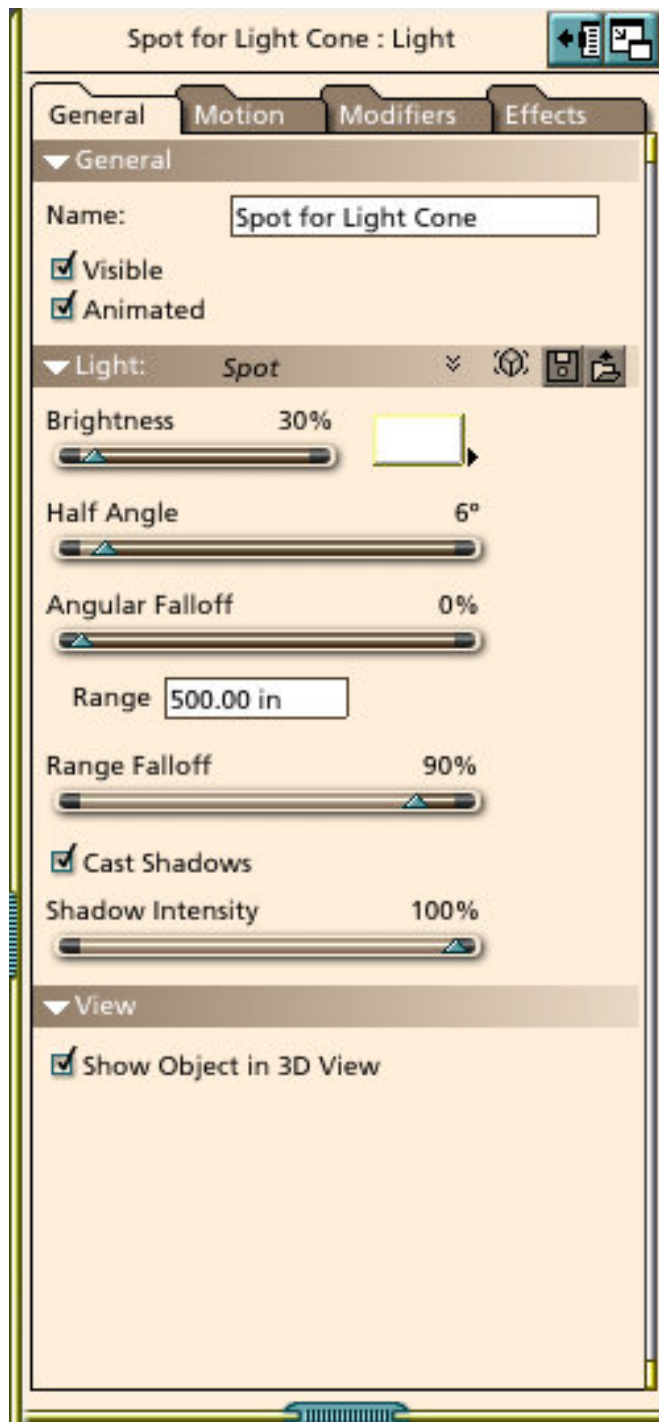 Spot for Light Cone : Light
General Motion Modifiers Effects
General
Name: Spot for Light Cone
Visible
Animated
Light: Spot
Brightness 30%
Half Angle 6°
Angular Falloff 0%
Range 500.00 in
Range Falloff 90%
Cast Shadows
Shadow Intensity 100%
View
Show Object in 3D View